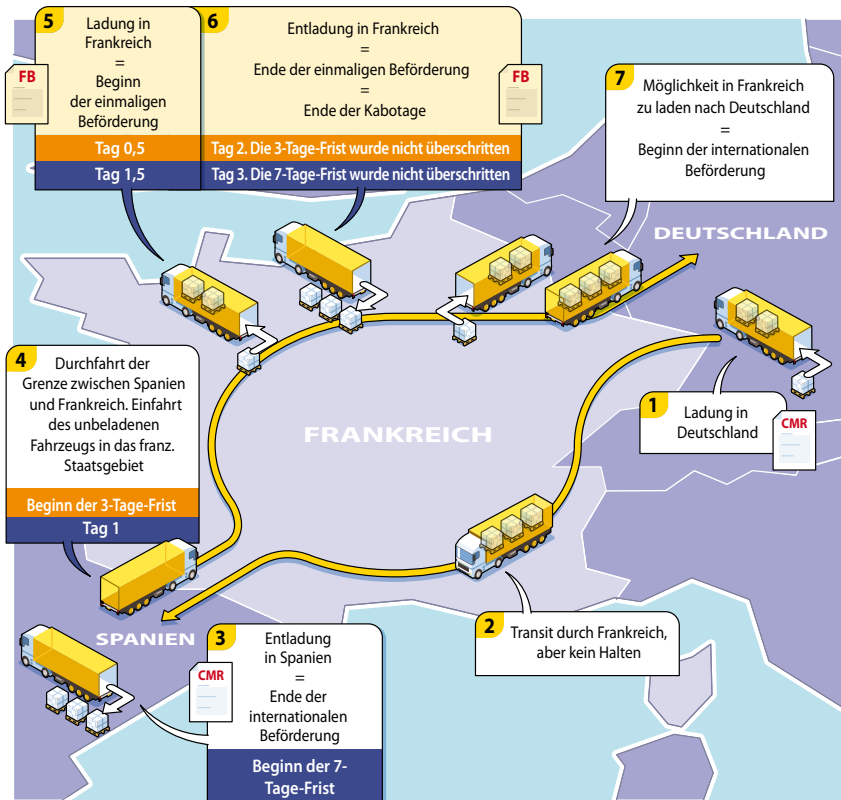 5
Ladung in
Frankreich
=
Beginn
der einmaligen
Beförderung
FB
Tag 0,5
Tag 1,5
6
Entladung in Frankreich
=
Ende der einmaligen Beförderung
=
Ende der Kabotage
FB
Tag 2. Die 3-Tage-Frist wurde nicht überschritten
Tag 3. Die 7-Tage-Frist wurde nicht überschritten
7
Möglichkeit in Frankreich
zu laden nach Deutschland
=
Beginn der internationalen
Beförderung
DEUTSCHLAND
4
Durchfahrt der
Grenze zwischen Spanien
und Frankreich. Einfahrt
des unbeladenen
Fahrzeugs in das franz.
Staatsgebiet
Beginn der 3-Tage-Frist
Tag 1
FRANKREICH
1
Ladung in
Deutschland
CMR
2
Transit durch Frankreich,
aber kein Halten
SPANIEN
3
Entladung
in Spanien
=
Ende der
internationalen
Beförderung
CMR
Beginn der 7-
Tage-Frist